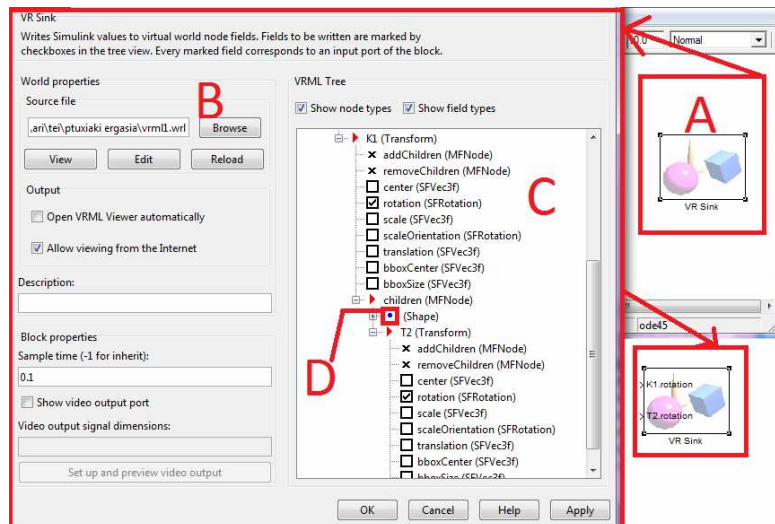 VR Sink
Writes Simulink values to virtual world node fields. Fields to be written are marked by
checkboxes in the tree view. Every marked field corresponds to an input port of the block.
World properties
Source file
.ari\tei\ptuxiaki ergasia\vrml1.wrl
Browse
B
View
Edit
Reload
Output
Open VRML Viewer automatically
Allow viewing from the Internet
Description:
Block properties
Sample time (-1 for inherit):
0.1
Show video output port
Video output signal dimensions:
Set up and preview video output
VRML Tree
Show node types
Show field types
K1 (Transform)
addChildren (MFNode)
removeChildren (MFNode)
center (SFVec3f)
rotation (SFRotation)
scale (SFVec3f)
scaleOrientation (SFRotation)
translation (SFVec3f)
bboxCenter (SFVec3f)
bboxSize (SFVec3f)
children (MFNode)
(Shape)
T2 (Transform)
addChildren (MFNode)
removeChildren (MFNode)
center (SFVec3f)
rotation (SFRotation)
scale (SFVec3f)
scaleOrientation (SFRotation)
translation (SFVec3f)
bboxCenter (SFVec3f)
bboxSize (SFVec3f)
C
D
OK
Cancel
Help
Apply
Normal
A
VR Sink
ode45
K1.rotation
T2.rotation
VR Sink